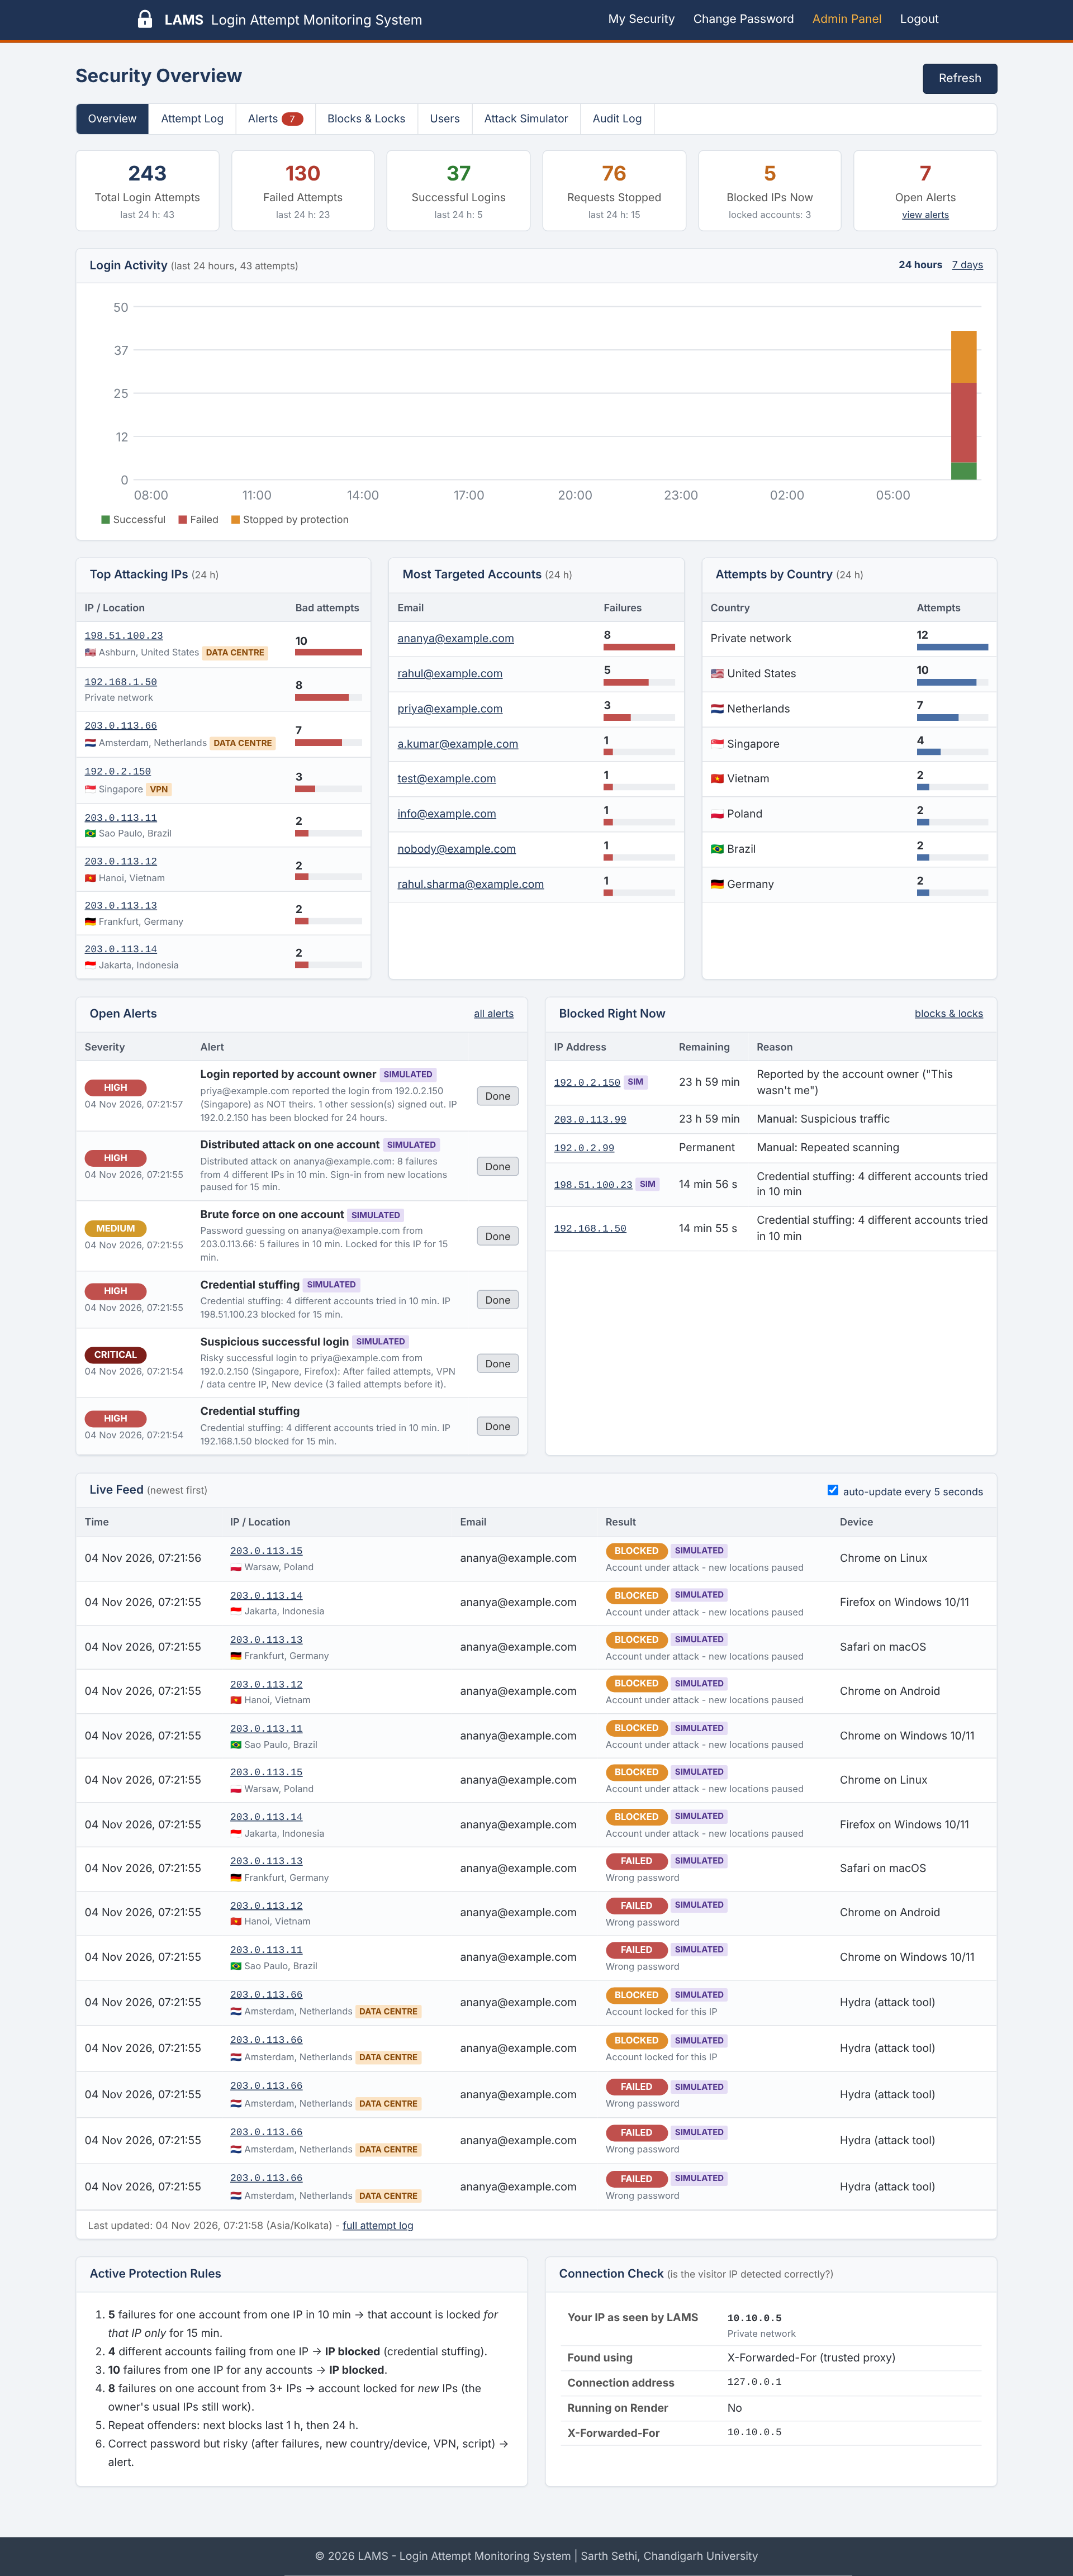 LAMS Login Attempt Monitoring System
My Security Change Password Admin Panel Logout
Security Overview
Refresh
Overview Attempt Log Alerts 7 Blocks & Locks Users Attack Simulator Audit Log
243
Total Login Attempts
last 24 h: 43
130
Failed Attempts
last 24 h: 23
37
Successful Logins
last 24 h: 5
76
Requests Stopped
last 24 h: 15
5
Blocked IPs Now
locked accounts: 3
7
Open Alerts
view alerts
Login Activity (last 24 hours, 43 attempts)
24 hours 7 days
50
37
25
12
0
08:00 11:00 14:00 17:00 20:00 23:00 02:00 05:00
Successful Failed Stopped by protection
Top Attacking IPs (24 h)
IP / Location Bad attempts
198.51.100.23
Ashburn, United States DATA CENTRE
10
192.168.1.50
Private network
8
203.0.113.66
Amsterdam, Netherlands DATA CENTRE
7
192.0.2.150
Singapore VPN
3
203.0.113.11
Sao Paulo, Brazil
2
203.0.113.12
Hanoi, Vietnam
2
203.0.113.13
Frankfurt, Germany
2
203.0.113.14
Jakarta, Indonesia
2
Most Targeted Accounts (24 h)
Email Failures
ananya@example.com 8
rahul@example.com 5
priya@example.com 3
a.kumar@example.com 1
test@example.com 1
info@example.com 1
nobody@example.com 1
rahul.sharma@example.com 1
Attempts by Country (24 h)
Country Attempts
Private network 12
United States 10
Netherlands 7
Singapore 4
Vietnam 2
Poland 2
Brazil 2
Germany 2
Open Alerts
all alerts
Severity Alert
HIGH
04 Nov 2026, 07:21:57
Login reported by account owner SIMULATED
priya@example.com reported the login from 192.0.2.150
(Singapore) as NOT theirs. 1 other session(s) signed out. IP
192.0.2.150 has been blocked for 24 hours.
Done
HIGH
04 Nov 2026, 07:21:55
Distributed attack on one account SIMULATED
Distributed attack on ananya@example.com: 8 failures
from 4 different IPs in 10 min. Sign-in from new locations
paused for 15 min.
Done
MEDIUM
04 Nov 2026, 07:21:55
Brute force on one account SIMULATED
Password guessing on ananya@example.com from
203.0.113.66: 5 failures in 10 min. Locked for this IP for 15
min.
Done
HIGH
04 Nov 2026, 07:21:55
Credential stuffing SIMULATED
Credential stuffing: 4 different accounts tried in 10 min. IP
198.51.100.23 blocked for 15 min.
Done
CRITICAL
04 Nov 2026, 07:21:54
Suspicious successful login SIMULATED
Risky successful login to priya@example.com from
192.0.2.150 (Singapore, Firefox): After failed attempts, VPN
/ data centre IP, New device (3 failed attempts before it).
Done
HIGH
04 Nov 2026, 07:21:54
Credential stuffing
Credential stuffing: 4 different accounts tried in 10 min. IP
192.168.1.50 blocked for 15 min.
Done
Blocked Right Now
blocks & locks
IP Address Remaining Reason
192.0.2.150 SIM 23 h 59 min Reported by the account owner ("This
wasn't me")
203.0.113.99 23 h 59 min Manual: Suspicious traffic
192.0.2.99 Permanent Manual: Repeated scanning
198.51.100.23 SIM 14 min 56 s Credential stuffing: 4 different accounts tried
in 10 min
192.168.1.50 14 min 55 s Credential stuffing: 4 different accounts tried
in 10 min
Live Feed (newest first)
auto-update every 5 seconds
Time IP / Location Email Result Device
04 Nov 2026, 07:21:56 203.0.113.15 ananya@example.com BLOCKED SIMULATED Chrome on Linux
Warsaw, Poland Account under attack - new locations paused
04 Nov 2026, 07:21:55 203.0.113.14 ananya@example.com BLOCKED SIMULATED Firefox on Windows 10/11
Jakarta, Indonesia Account under attack - new locations paused
04 Nov 2026, 07:21:55 203.0.113.13 ananya@example.com BLOCKED SIMULATED Safari on macOS
Frankfurt, Germany Account under attack - new locations paused
04 Nov 2026, 07:21:55 203.0.113.12 ananya@example.com BLOCKED SIMULATED Chrome on Android
Hanoi, Vietnam Account under attack - new locations paused
04 Nov 2026, 07:21:55 203.0.113.11 ananya@example.com BLOCKED SIMULATED Chrome on Windows 10/11
Sao Paulo, Brazil Account under attack - new locations paused
04 Nov 2026, 07:21:55 203.0.113.15 ananya@example.com BLOCKED SIMULATED Chrome on Linux
Warsaw, Poland Account under attack - new locations paused
04 Nov 2026, 07:21:55 203.0.113.14 ananya@example.com BLOCKED SIMULATED Firefox on Windows 10/11
Jakarta, Indonesia Account under attack - new locations paused
04 Nov 2026, 07:21:55 203.0.113.13 ananya@example.com FAILED SIMULATED Safari on macOS
Frankfurt, Germany Wrong password
04 Nov 2026, 07:21:55 203.0.113.12 ananya@example.com FAILED SIMULATED Chrome on Android
Hanoi, Vietnam Wrong password
04 Nov 2026, 07:21:55 203.0.113.11 ananya@example.com FAILED SIMULATED Chrome on Windows 10/11
Sao Paulo, Brazil Wrong password
04 Nov 2026, 07:21:55 203.0.113.66 ananya@example.com BLOCKED SIMULATED Hydra (attack tool)
Amsterdam, Netherlands DATA CENTRE Account locked for this IP
04 Nov 2026, 07:21:55 203.0.113.66 ananya@example.com BLOCKED SIMULATED Hydra (attack tool)
Amsterdam, Netherlands DATA CENTRE Account locked for this IP
04 Nov 2026, 07:21:55 203.0.113.66 ananya@example.com FAILED SIMULATED Hydra (attack tool)
Amsterdam, Netherlands DATA CENTRE Wrong password
04 Nov 2026, 07:21:55 203.0.113.66 ananya@example.com FAILED SIMULATED Hydra (attack tool)
Amsterdam, Netherlands DATA CENTRE Wrong password
04 Nov 2026, 07:21:55 203.0.113.66 ananya@example.com FAILED SIMULATED Hydra (attack tool)
Amsterdam, Netherlands DATA CENTRE Wrong password
Last updated: 04 Nov 2026, 07:21:58 (Asia/Kolkata) - full attempt log
Active Protection Rules
1. 5 failures for one account from one IP in 10 min → that account is locked for
that IP only for 15 min.
2. 4 different accounts failing from one IP → IP blocked (credential stuffing).
3. 10 failures from one IP for any accounts → IP blocked.
4. 8 failures on one account from 3+ IPs → account locked for new IPs (the
owner's usual IPs still work).
5. Repeat offenders: next blocks last 1 h, then 24 h.
6. Correct password but risky (after failures, new country/device, VPN, script) →
alert.
Connection Check (is the visitor IP detected correctly?)
Your IP as seen by LAMS 10.10.0.5
Private network
Found using X-Forwarded-For (trusted proxy)
Connection address 127.0.0.1
Running on Render No
X-Forwarded-For 10.10.0.5
© 2026 LAMS - Login Attempt Monitoring System | Sarth Sethi, Chandigarh University